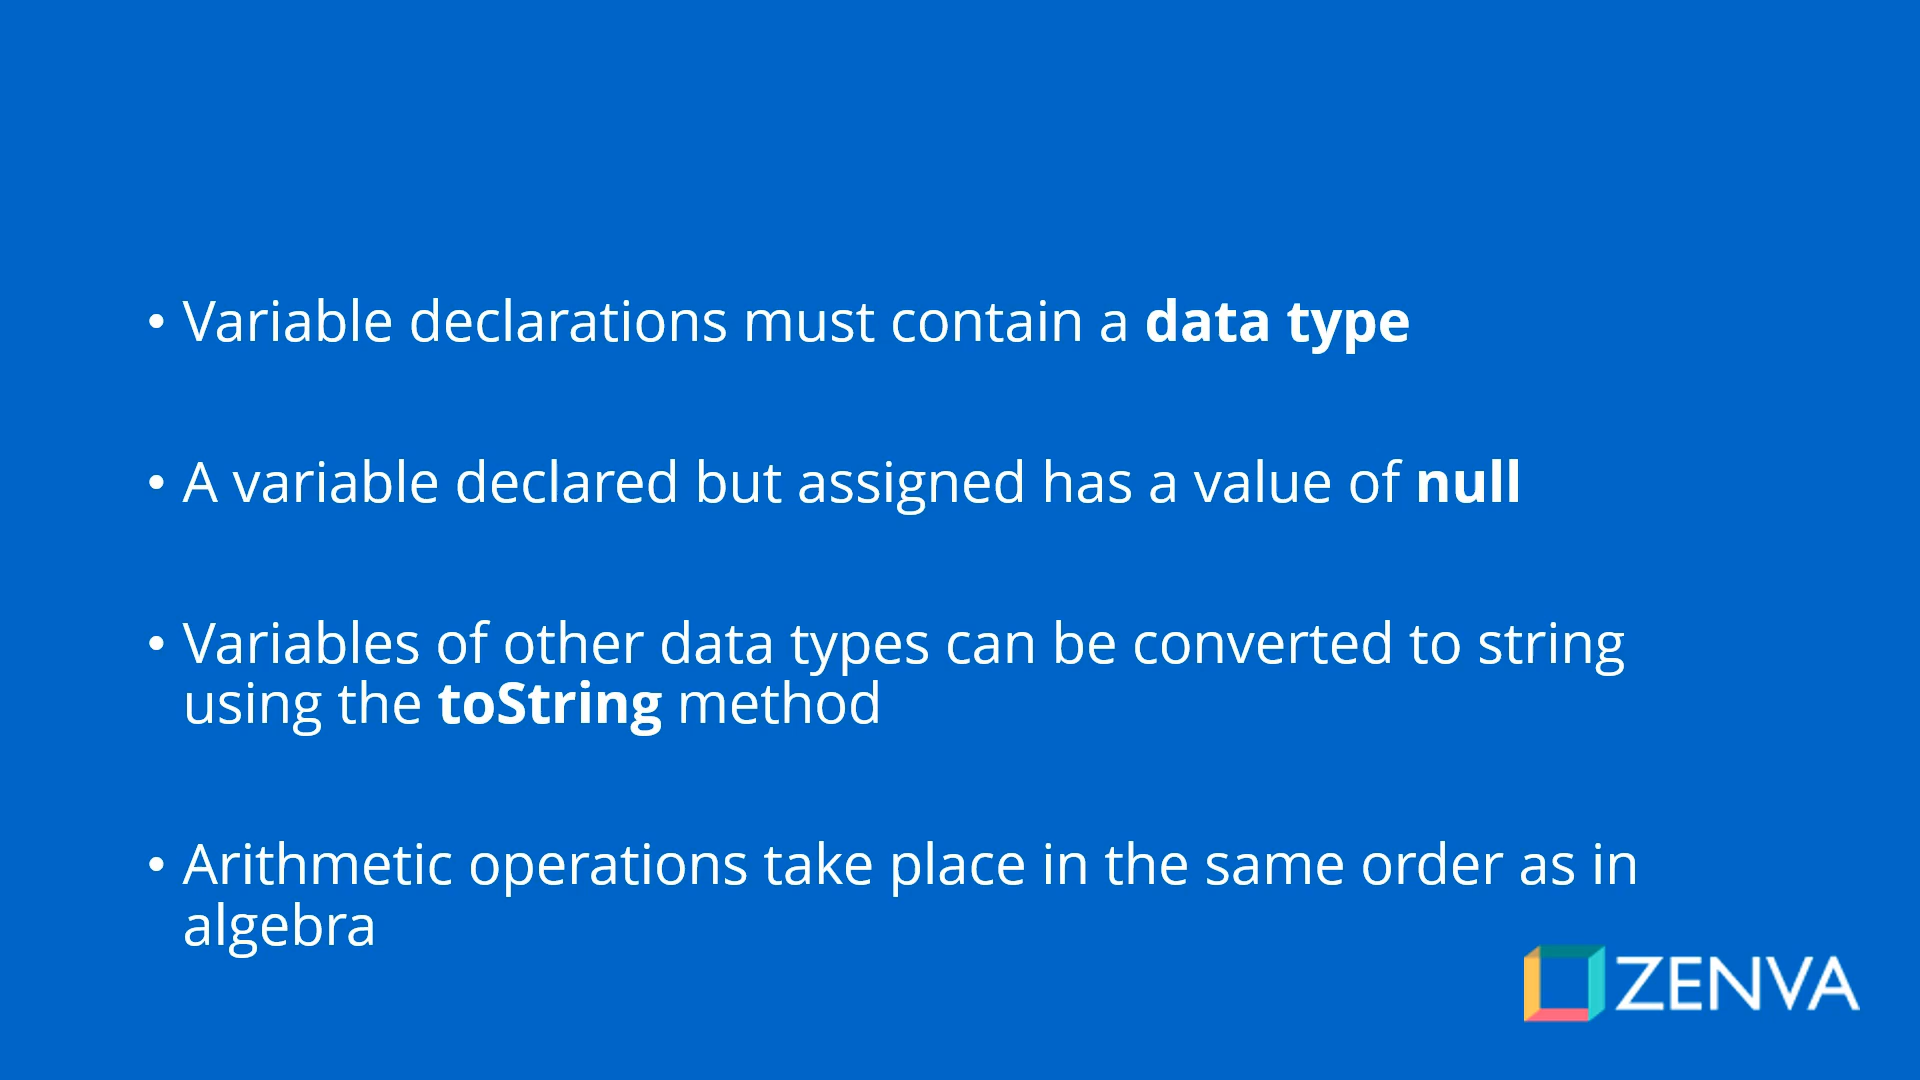 • Variable declarations must contain a data type
• A variable declared but assigned has a value of null
• Variables of other data types can be converted to string
using the toString method
• Arithmetic operations take place in the same order as in
algebra
ZENVA